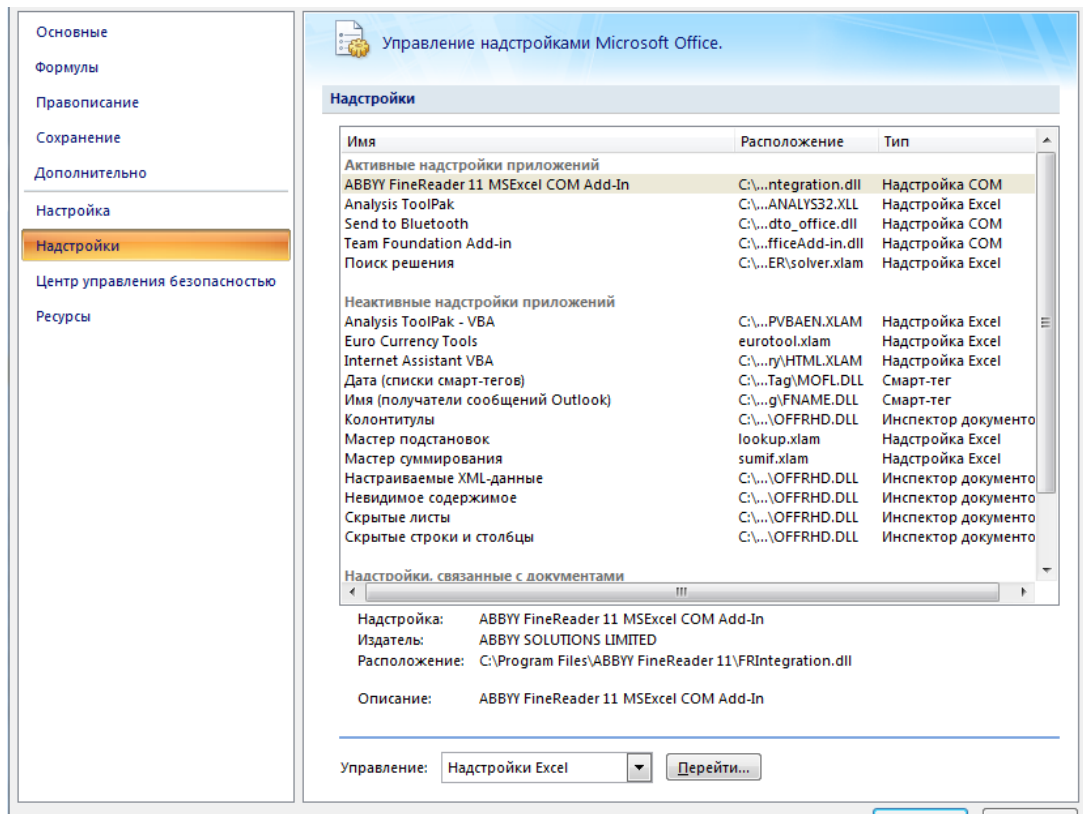 Основные
Формулы
Правописание
Сохранение
Дополнительно
Настройка
Надстройки
Центр управления безопасностью
Ресурсы
Управление надстройками Microsoft Office.
Надстройки
Имя Расположение Тип
Активные надстройки приложений
ABBYY FineReader 11 MSExcel COM Add-In C:\...ntegration.dll Надстройка COM
Analysis ToolPak C:\...ANALYS32.XLL Надстройка Excel
Send to Bluetooth C:\...dto_office.dll Надстройка COM
Team Foundation Add-in C:\...fficeAdd-in.dll Надстройка COM
Поиск решения C:\...ER\solver.xlam Надстройка Excel
Неактивные надстройки приложений
Analysis ToolPak - VBA C:\...PVBAEN.XLAM Надстройка Excel
Euro Currency Tools eurotool.xlam Надстройка Excel
Internet Assistant VBA C:\...ry\HTML.XLAM Надстройка Excel
Дата (списки смарт-тегов) C:\...Tag\MOFL.DLL Смарт-тег
Имя (получатели сообщений Outlook) C:\...g\FNAME.DLL Смарт-тег
Колонтитулы C:\...\OFFRHD.DLL Инспектор документо
Мастер подстановок lookup.xlam Надстройка Excel
Мастер суммирования sumif.xlam Надстройка Excel
Настраиваемые XML-данные C:\...\OFFRHD.DLL Инспектор документо
Невидимое содержимое C:\...\OFFRHD.DLL Инспектор документо
Скрытые листы C:\...\OFFRHD.DLL Инспектор документо
Скрытые строки и столбцы C:\...\OFFRHD.DLL Инспектор документо
Надстройки, связанные с документами
Надстройка: ABBYY FineReader 11 MSExcel COM Add-In
Издатель: ABBYY SOLUTIONS LIMITED
Расположение: C:\Program Files\ABBYY FineReader 11\FRIntegration.dll
Описание: ABBYY FineReader 11 MSExcel COM Add-In
Управление: Надстройки Excel Перейти...